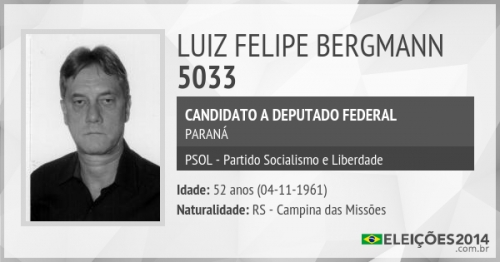 LUIZ FELIPE BERGMANN
5033
CANDIDATO A DEPUTADO FEDERAL
PARANÁ
PSOL - Partido Socialismo e Liberdade
Idade: 52 anos (04-11-1961)
Naturalidade: RS - Campina das Missões
ELEIÇÕES2014
.com.br